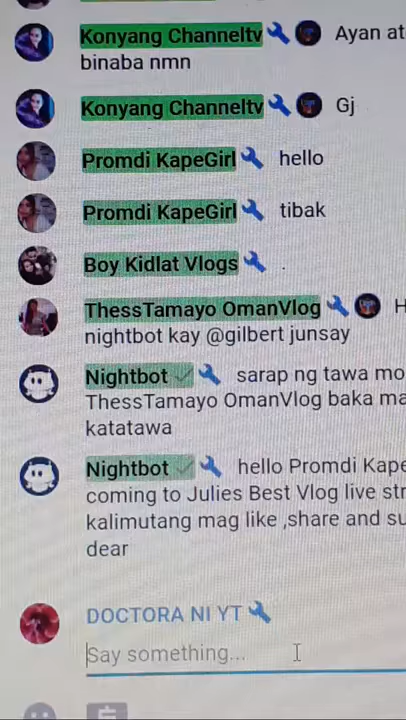 Konyang Channeltv Ayan at
binaba nmn
Konyang Channeltv Gj
Promdi KapeGirl hello
Promdi KapeGirl tibak
Boy Kidlat Vlogs .
ThessTamayo OmanVlog H
nightbot kay @gilbert junsay
Nightbot sarap ng tawa mo
ThessTamayo OmanVlog baka ma
katatawa
Nightbot hello Promdi Kape
coming to Julies Best Vlog live str
kalimutang mag like ,share and su
dear
DOCTORA NI YT
Say something...